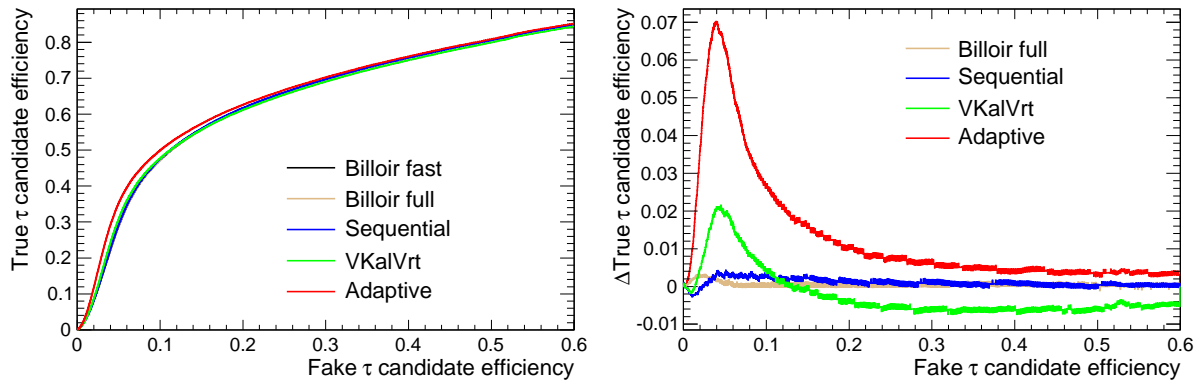 True τ candidate efficiency
0.8
0.7
0.6
0.5
0.4
0.3
0.2
0.1
0
Billoir fast
Billoir full
Sequential
VKalVrt
Adaptive
0 0.1 0.2 0.3 0.4 0.5 0.6
Fake τ candidate efficiency
Δ True τ candidate efficiency
0.07
0.06
0.05
0.04
0.03
0.02
0.01
0
-0.01
Billoir full
Sequential
VKalVrt
Adaptive
0 0.1 0.2 0.3 0.4 0.5 0.6
Fake τ candidate efficiency